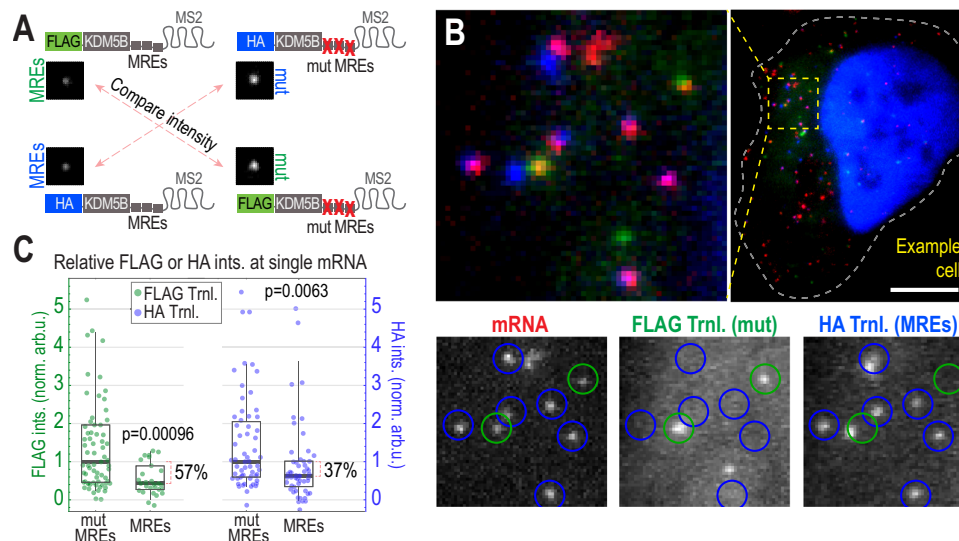 A
FLAG KDM5B
MS2
MREs
HA KDM5B
MS2
XXX
mut MREs
MREs
mut
Compare intensity
MREs
mut
HA KDM5B
MS2
MREs
FLAG KDM5B
MS2
XXX
mut MREs
B
Example
cell
mRNA
FLAG Trnl. (mut)
HA Trnl. (MREs)
C
Relative FLAG or HA ints. at single mRNA
FLAG Trnl.
HA Trnl.
p=0.0063
p=0.00096
57%
37%
FLAG ints. (norm. arb.u.)
5
4
3
2
1
0
HA ints. (norm. arb.u.)
5
4
3
2
1
0
mut
MREs
MREs
mut
MREs
MREs